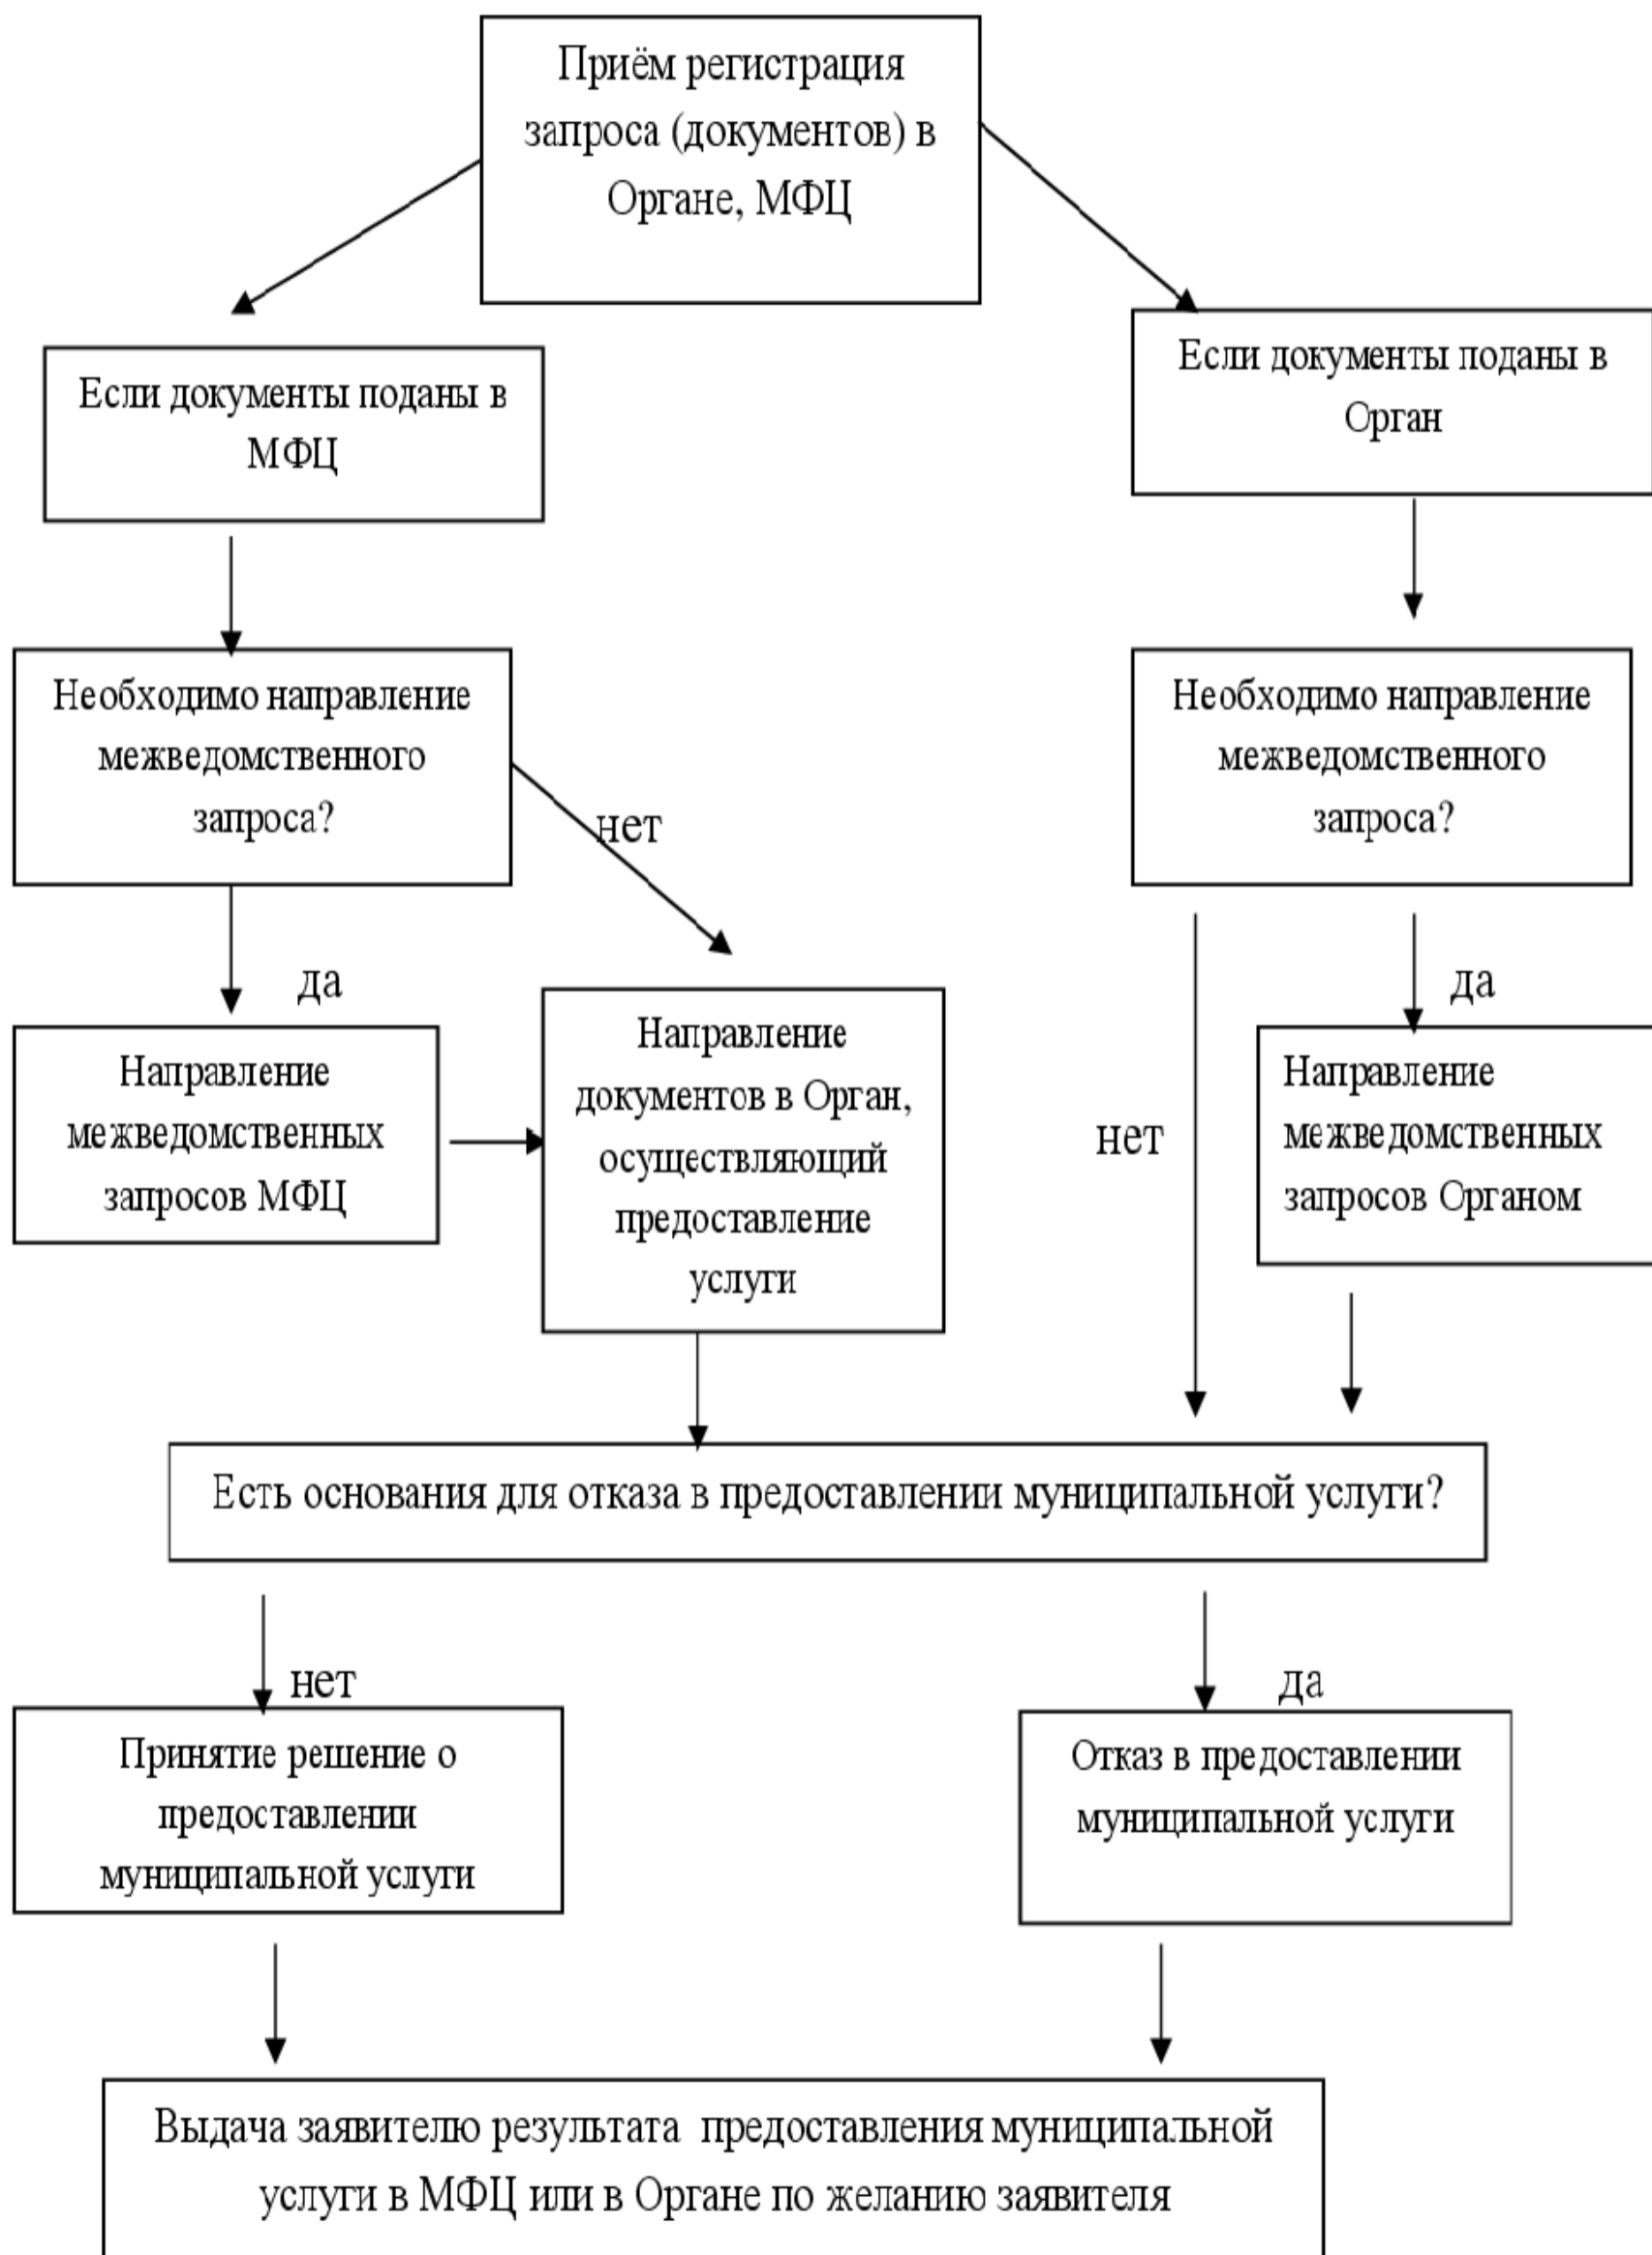 Приём регистрация
запроса (документов) в
Органе, МФЦ
Если документы поданы в
МФЦ
Если документы поданы в
Орган
Необходимо направление
межведомственного
запроса?
Необходимо направление
межведомственного
запроса?
нет
да
да
Направление
межведомственных
запросов МФЦ
Направление
документов в Орган,
осуществляющий
предоставление
услуги
нет
Направление
межведомственных
запросов Органом
Есть основания для отказа в предоставлении муниципальной услуги?
нет
да
Принятие решение о
предоставлении
муниципальной услуги
Отказ в предоставлении
муниципальной услуги
Выдача заявителю результата предоставления муниципальной
услуги в МФЦ или в Органе по желанию заявителя